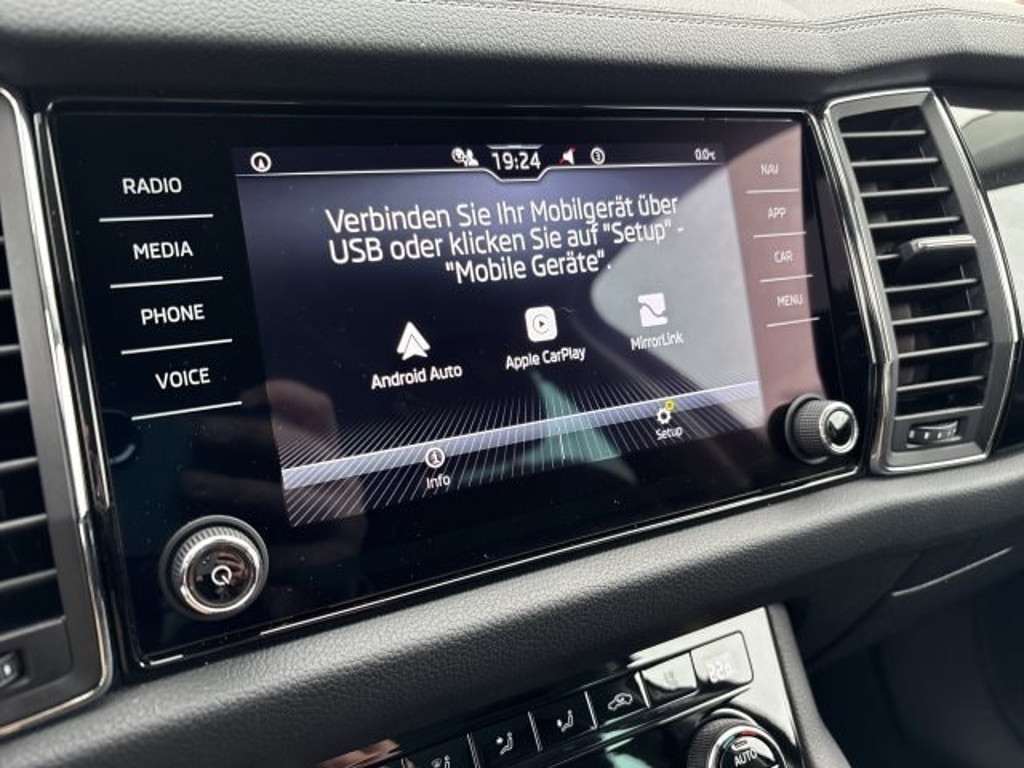 19:24
0.0°C
RADIO
MEDIA
PHONE
VOICE
Verbinden Sie Ihr Mobilgerät über
USB oder klicken Sie auf "Setup" -
"Mobile Geräte".
Android Auto
Apple CarPlay
MirrorLink
Info
Setup
NAV
APP
CAR
MENU
AUTO